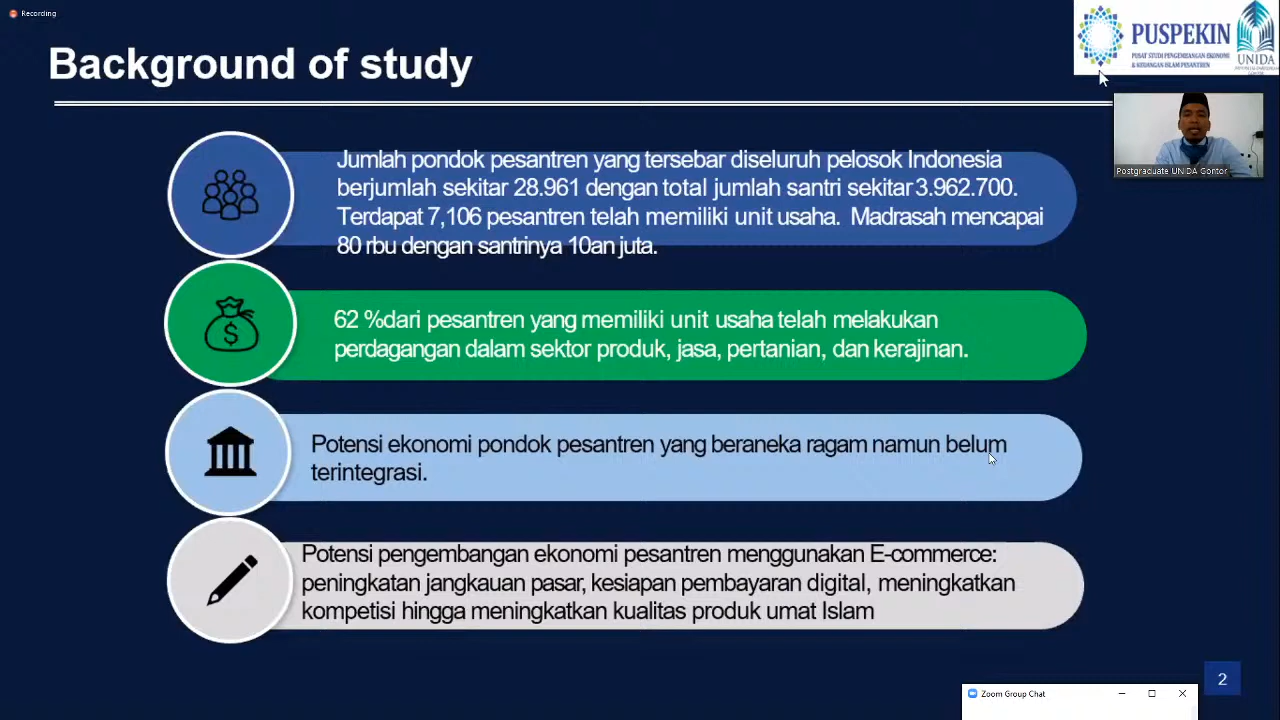 Recording
Background of study
PUSPEKIN
PUSAT STUDI PENGEMBANGAN EKONOMI
& KEUANGAN ISLAM PESANTREN
UNIDA
Postgraduate UNIDA Gontor
Jumlah pondok pesantren yang tersebar diseluruh pelosok Indonesia
berjumlah sekitar 28.961 dengan total jumlah santri sekitar 3.962.700.
Terdapat 7,106 pesantren telah memiliki unit usaha. Madrasah mencapai
80 rbu dengan santrinya 10an juta.
$
62 %dari pesantren yang memiliki unit usaha telah melakukan
perdagangan dalam sektor produk, jasa, pertanian, dan kerajinan.
Potensi ekonomi pondok pesantren yang beraneka ragam namun belum
terintegrasi.
Potensi pengembangan ekonomi pesantren menggunakan E-commerce:
peningkatan jangkauan pasar, kesiapan pembayaran digital, meningkatkan
kompetisi hingga meningkatkan kualitas produk umat Islam
2
Zoom Group Chat